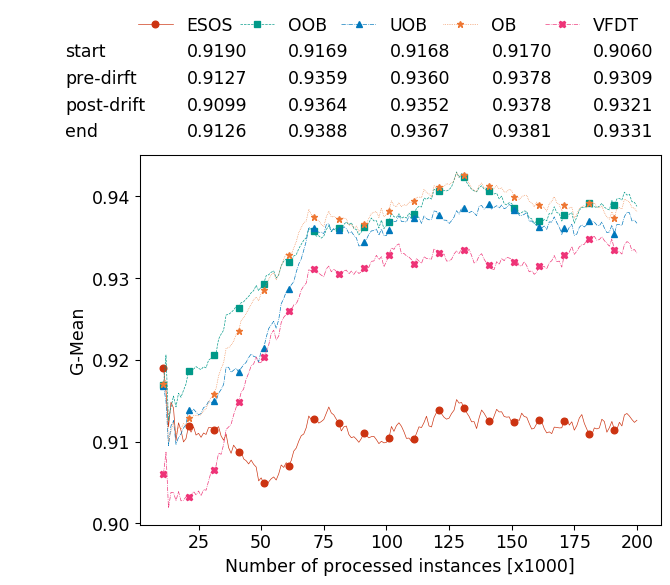 ESOS OOB UOB OB VFDT
start 0.9190 0.9169 0.9168 0.9170 0.9060
pre-dirft 0.9127 0.9359 0.9360 0.9378 0.9309
post-drift 0.9099 0.9364 0.9352 0.9378 0.9321
end 0.9126 0.9388 0.9367 0.9381 0.9331
0.94
0.93
0.92
0.91
0.90
G-Mean
25 50 75 100 125 150 175 200
Number of processed instances [x1000]